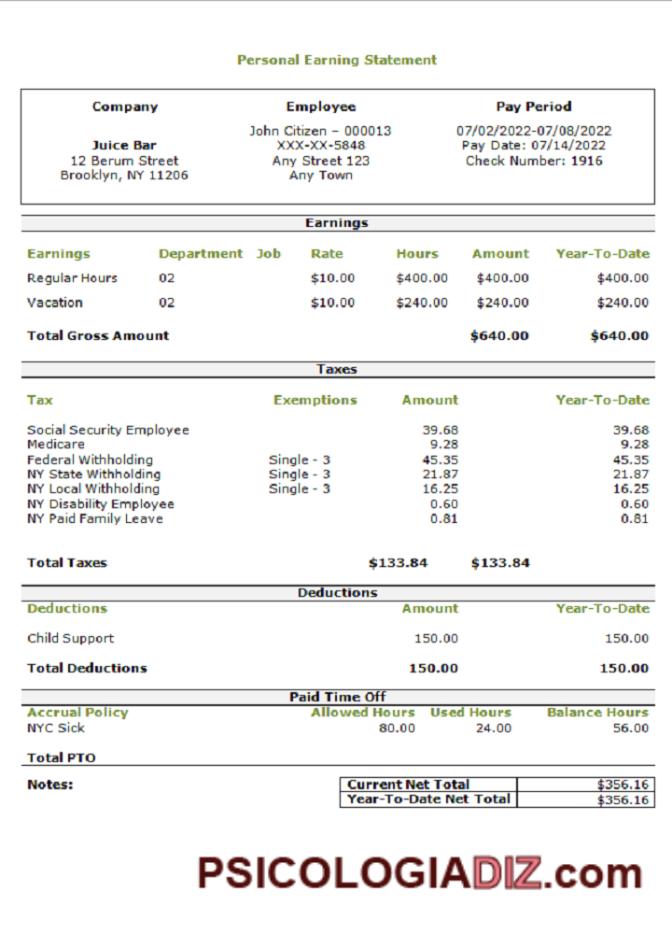 Personal Earning Statement
Company Employee Pay Period
John Citizen – 000013 07/02/2022-07/08/2022
Juice Bar XXX-XX-5848 Pay Date: 07/14/2022
12 Berum Street Any Street 123 Check Number: 1916
Brooklyn, NY 11206 Any Town
Earnings
Earnings Department Job Rate Hours Amount Year-To-Date
Regular Hours 02 $10.00 $400.00 $400.00 $400.00
Vacation 02 $10.00 $240.00 $240.00 $240.00
Total Gross Amount $640.00 $640.00
Taxes
Tax Exemptions Amount Year-To-Date
Social Security Employee 39.68 39.68
Medicare 9.28 9.28
Federal Withholding Single - 3 45.35 45.35
NY State Withholding Single - 3 21.87 21.87
NY Local Withholding Single - 3 16.25 16.25
NY Disability Employee 0.60 0.60
NY Paid Family Leave 0.81 0.81
Total Taxes $133.84 $133.84
Deductions
Deductions Amount Year-To-Date
Child Support 150.00 150.00
Total Deductions 150.00 150.00
Paid Time Off
Accrual Policy Allowed Hours Used Hours Balance Hours
NYC Sick 80.00 24.00 56.00
Total PTO
Notes: Current Net Total $356.16
Year-To-Date Net Total $356.16
PSICOLOGIADIZ.com